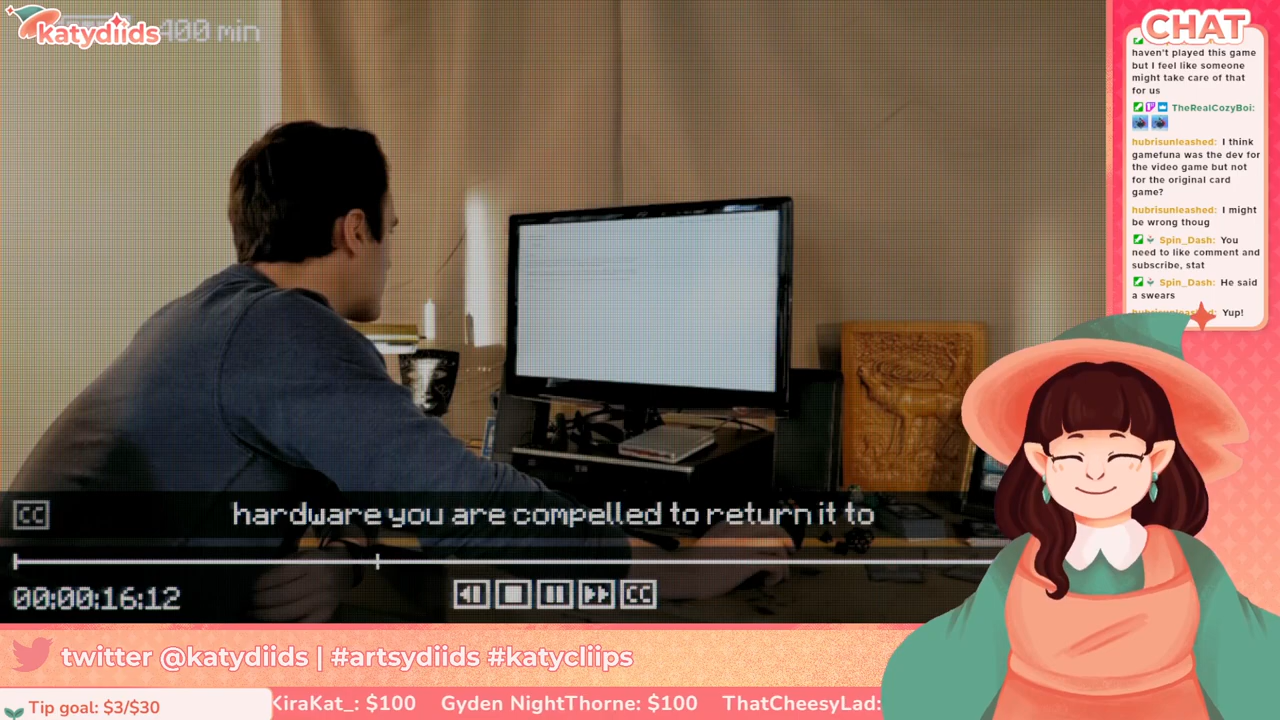 katydiids
400 min
CHAT
haven't played this game
but I feel like someone
might take care of that
for us
TheRealCozyBoi:
hubrisunleashed: I think
gamefuna was the dev for
the video game but not
for the original card
game?
hubrisunleashed: I might
be wrong thoug
Spin_Dash: You
need to like comment and
subscribe, stat
Spin_Dash: He said
a swears
Yup!
CC
hardware you are compelled to return it to
00:00:16:12
CC
twitter @katydiids | #artsydiids #katycliips
Tip goal: $3/$30
KiraKat_: $100 Gyden NightThorne: $100 ThatCheesyLad: